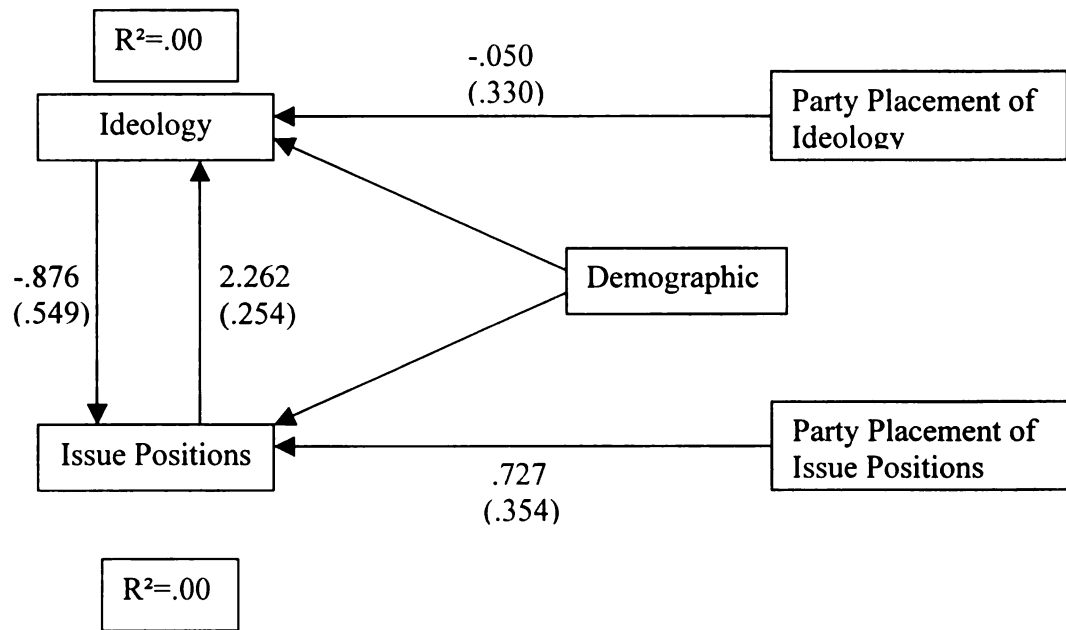 R²=.00
-.050
(.330)
Party Placement of
Ideology
Ideology
-.876
(.549)
2.262
(.254)
Demographic
Issue Positions
Party Placement of
Issue Positions
.727
(.354)
R²=.00